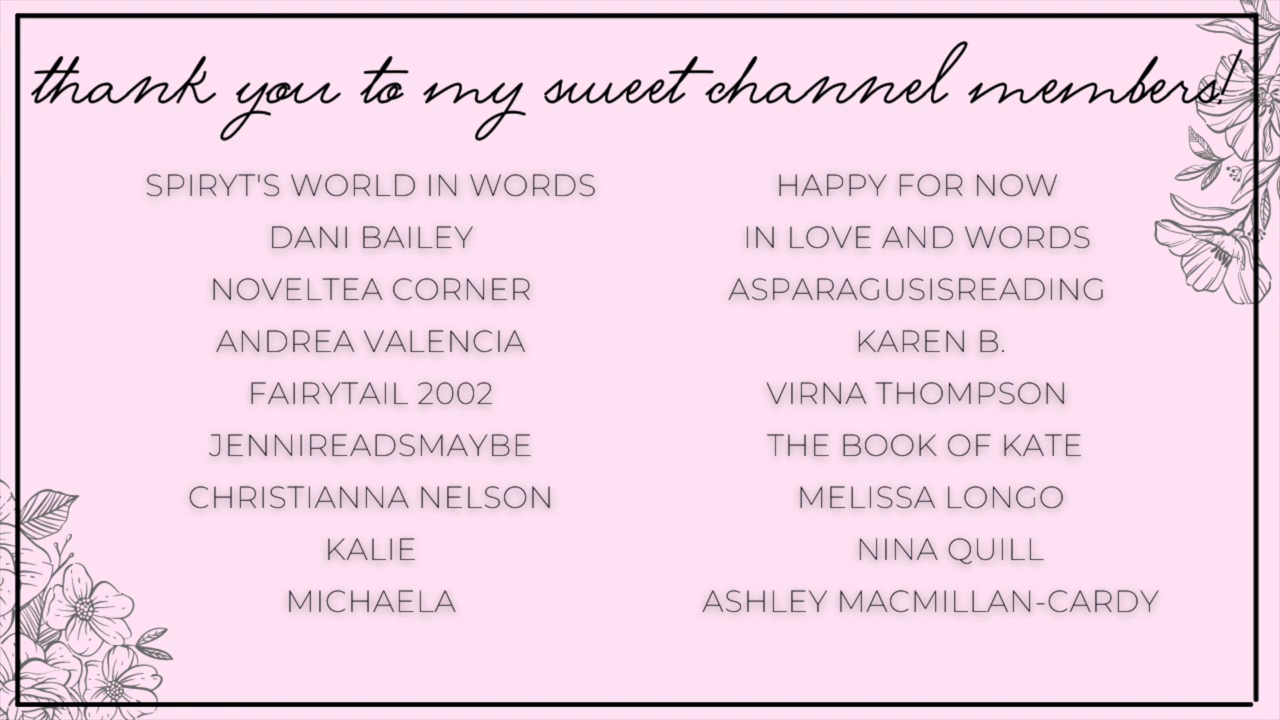 thank you to my sweet channel members!
SPIRYT'S WORLD IN WORDS
DANI BAILEY
NOVELTEA CORNER
ANDREA VALENCIA
FAIRYTAIL 2002
JENNIREADSMAYBE
CHRISTIANNA NELSON
KALIE
MICHAELA
HAPPY FOR NOW
IN LOVE AND WORDS
ASPARAGUSISREADING
KAREN B.
VIRNA THOMPSON
THE BOOK OF KATE
MELISSA LONGO
NINA QUILL
ASHLEY MACMILLAN-CARDY